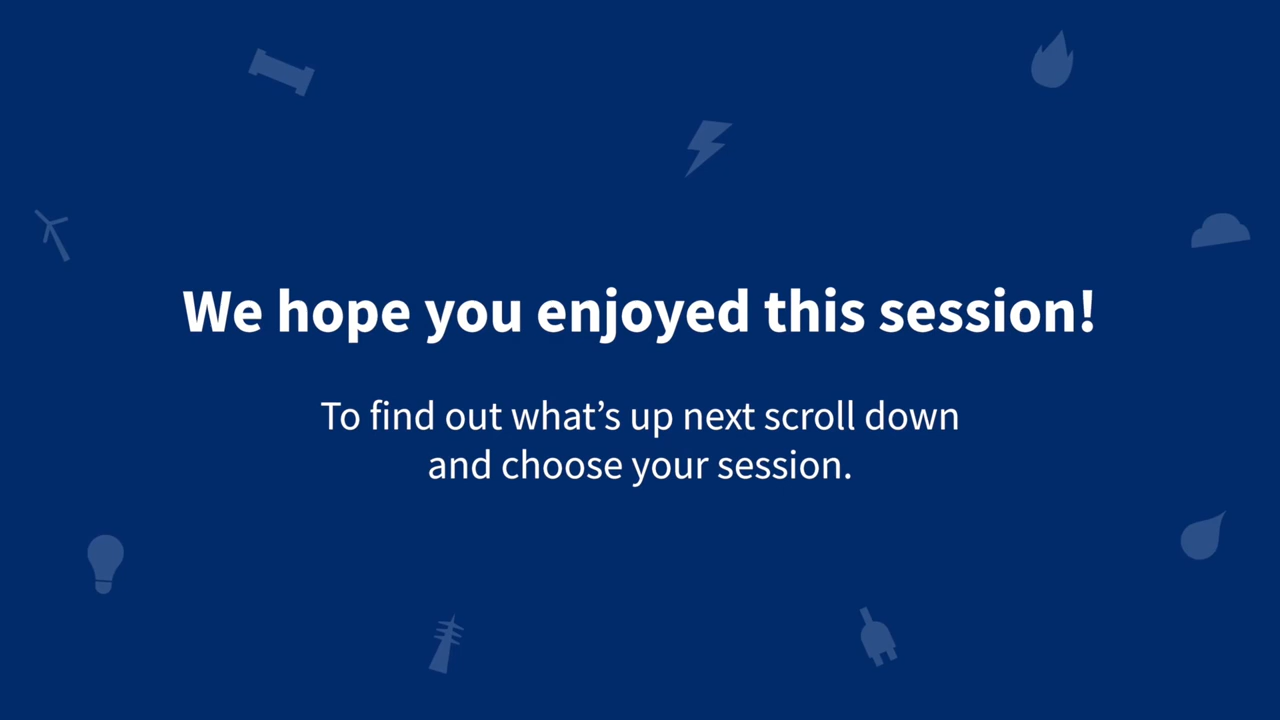 We hope you enjoyed this session!
To find out what’s up next scroll down
and choose your session.